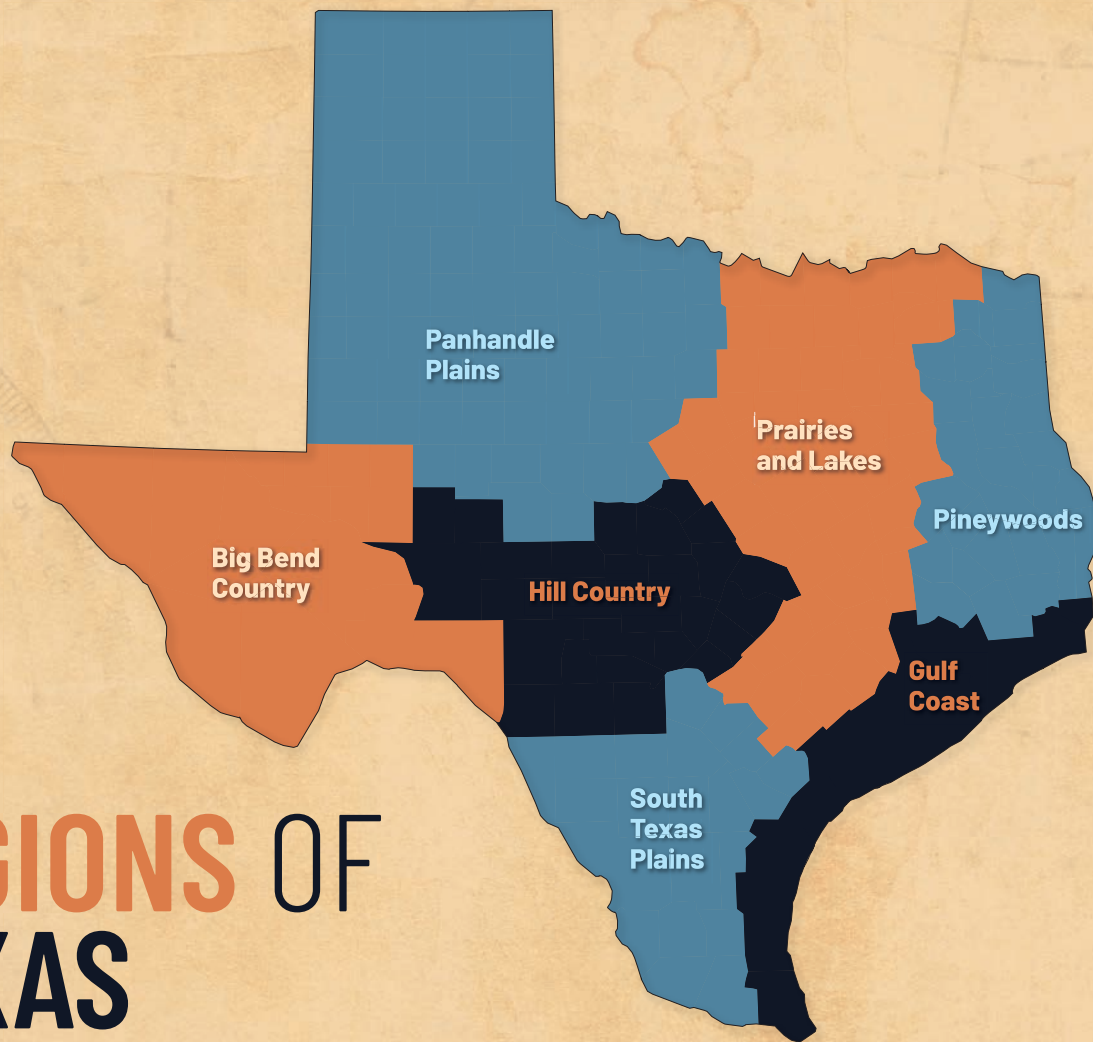 Panhandle
Plains
Prairies
and Lakes
Pineywoods
Big Bend
Country
Hill Country
Gulf
Coast
South
Texas
Plains
GIONS OF
XAS